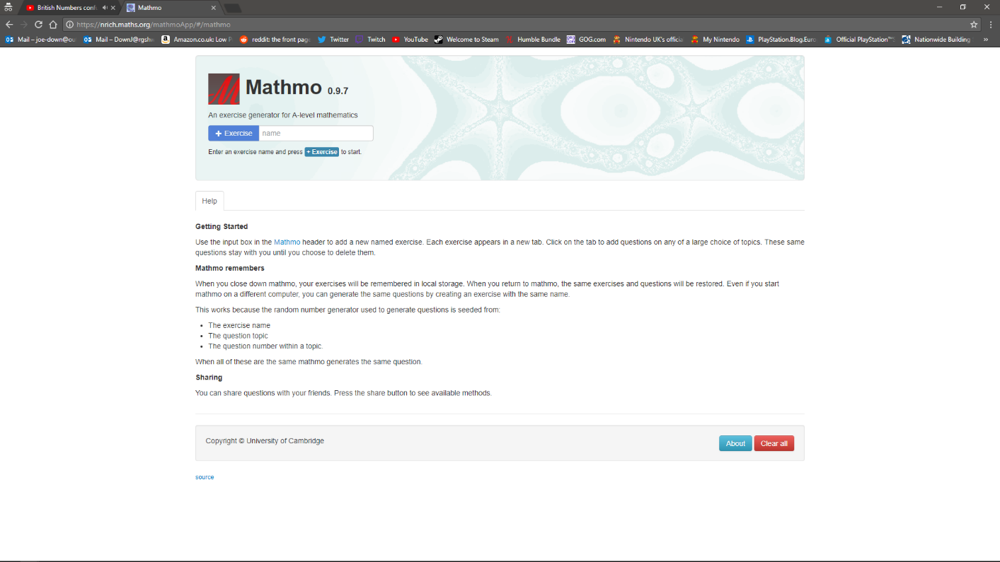 British Numbers conf
Mathmo
https://nrich.maths.org/mathmoApp/#/mathmo
Mail – joe-down@ou Mail – DownJ@rgshw Amazon.co.uk: Low P reddit: the front page Twitter Twitch YouTube Welcome to Steam Humble Bundle GOG.com Nintendo UK's officia My Nintendo PlayStation.Blog.Euro Official PlayStation™S Nationwide Building »
Mathmo 0.9.7
An exercise generator for A-level mathematics
+ Exercise name
Enter an exercise name and press + Exercise to start.
Help
Getting Started
Use the input box in the Mathmo header to add a new named exercise. Each exercise appears in a new tab. Click on the tab to add questions on any of a large choice of topics. These same
questions stay with you until you choose to delete them.
Mathmo remembers
When you close down mathmo, your exercises will be remembered in local storage. When you return to mathmo, the same exercises and questions will be restored. Even if you start
mathmo on a different computer, you can generate the same questions by creating an exercise with the same name.
This works because the random number generator used to generate questions is seeded from:
• The exercise name
• The question topic
• The question number within a topic.
When all of these are the same mathmo generates the same question.
Sharing
You can share questions with your friends. Press the share button to see available methods.
Copyright © University of Cambridge
About Clear all
source